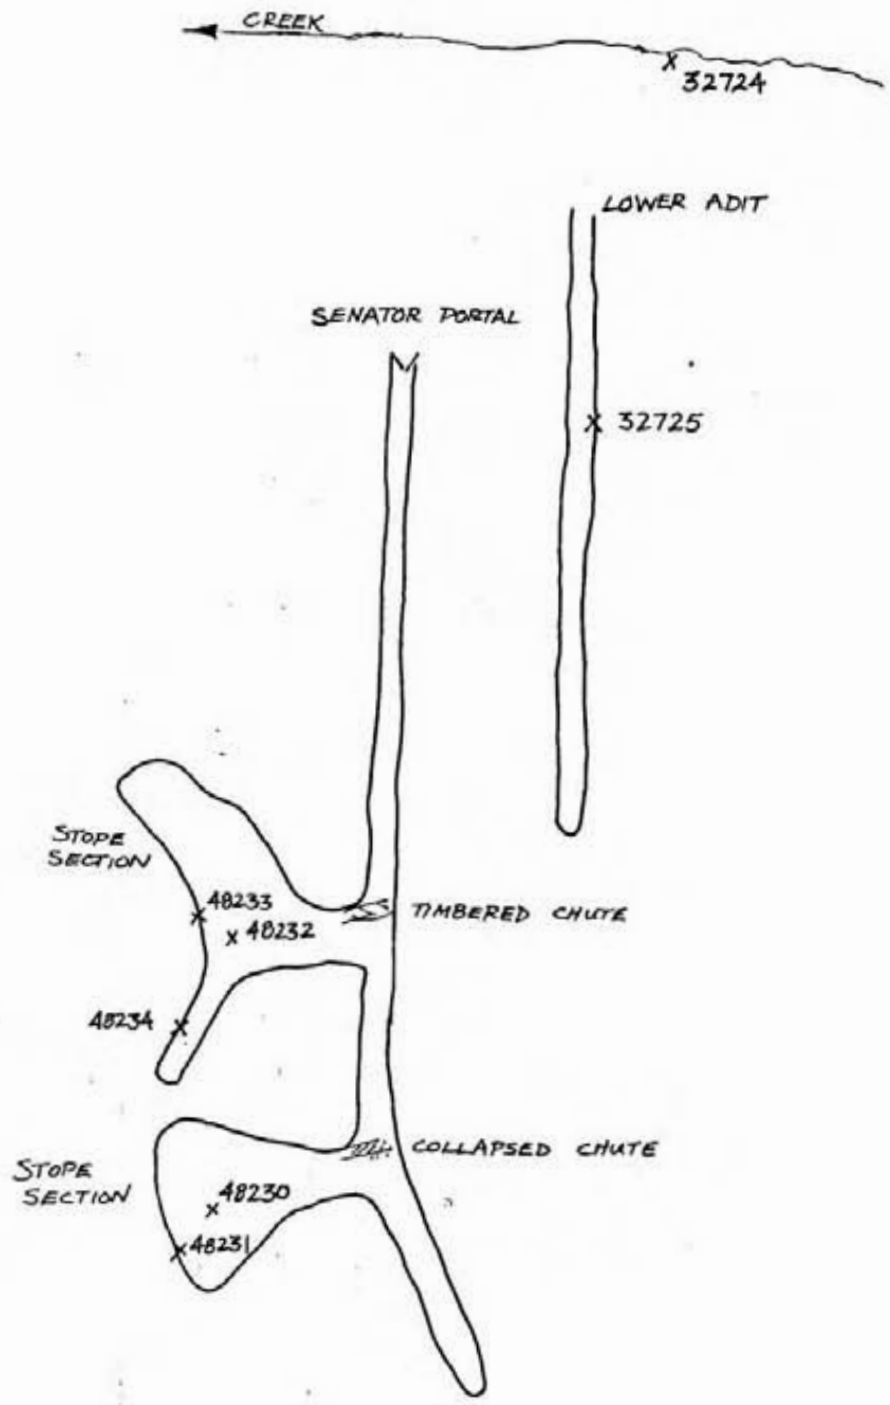 CREEK
32724
LOWER ADIT
SENATOR PORTAL
32725
STOPE
SECTION
48233
48232
TIMBERED CHUTE
48234
COLLAPSED CHUTE
STOPE
SECTION
48230
48231